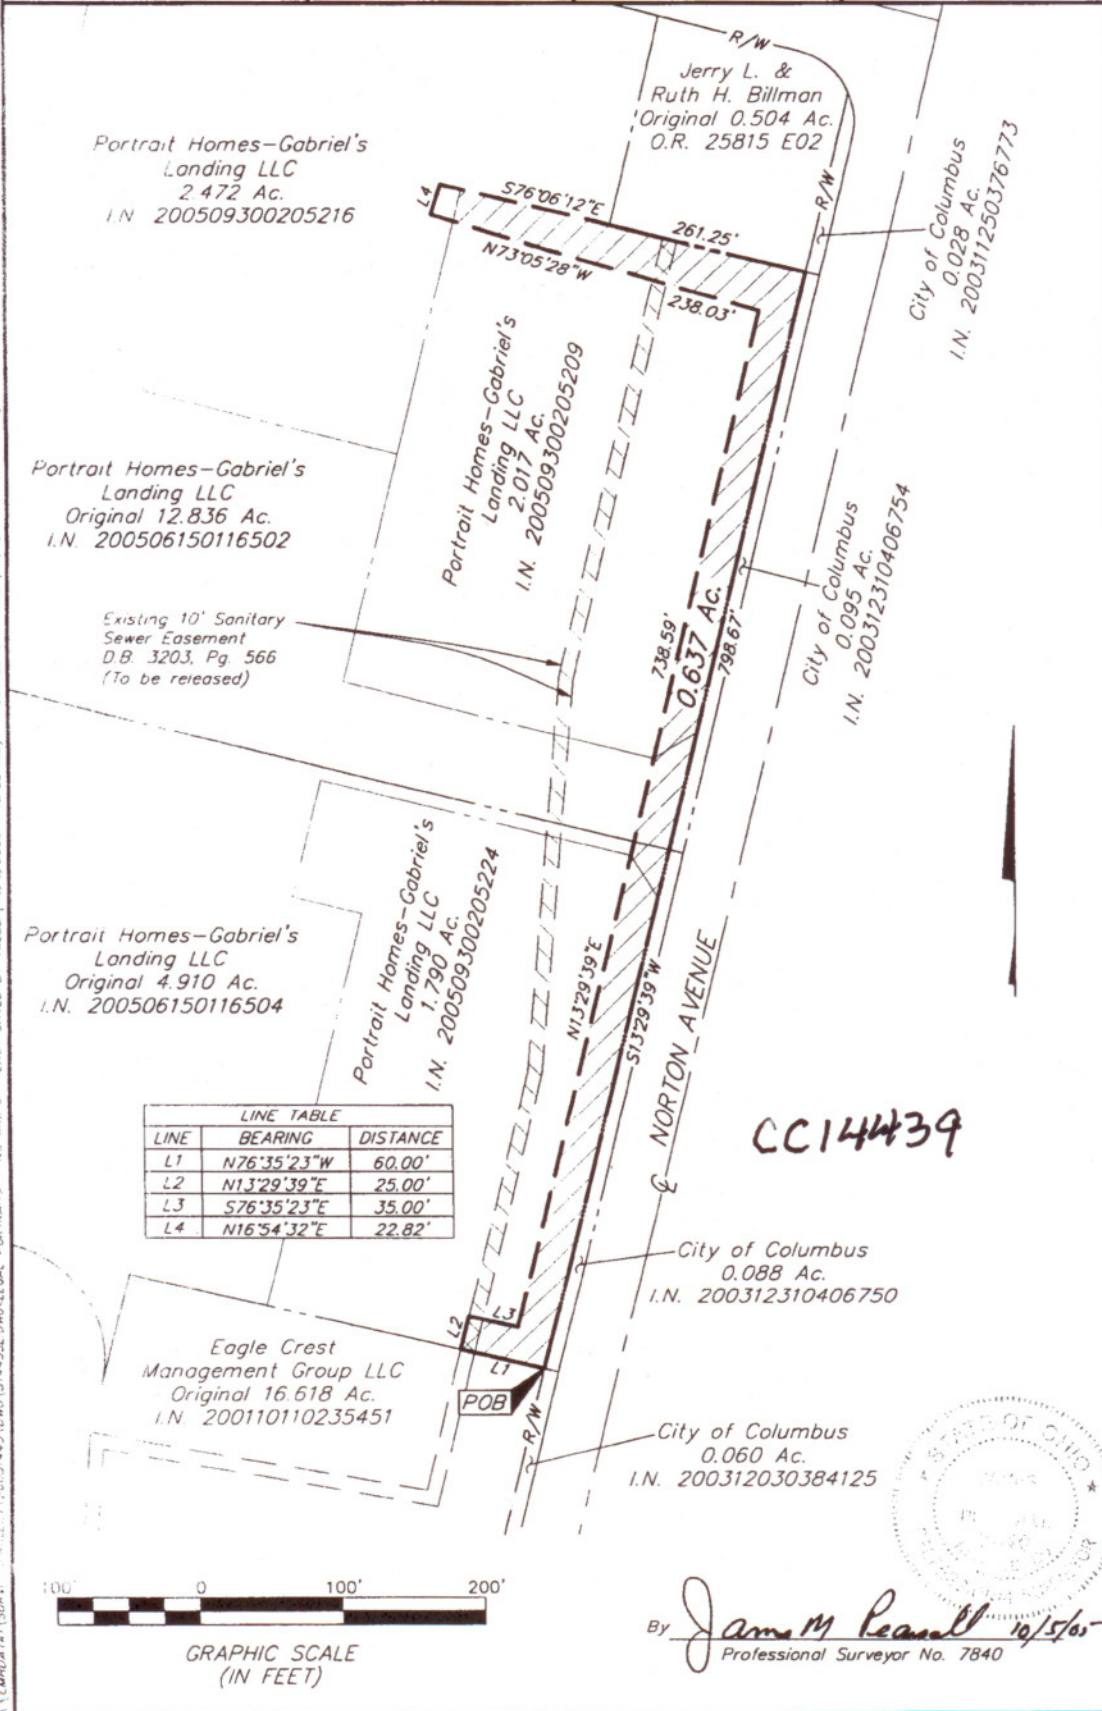 R/W
Jerry L. &
Ruth H. Billman
Original 0.504 Ac.
O.R. 25815 E02
Portrait Homes-Gabriel's
Landing LLC
2.472 Ac.
I.N. 200509300205216
L4
S76°06'12"E
261.25'
N73°05'28"W
238.03'
R/W
City of Columbus
0.028 Ac.
I.N. 200311250376773
Portrait Homes-Gabriel's
Landing LLC
2.017 Ac.
I.N. 200509300205209
Portrait Homes-Gabriel's
Landing LLC
Original 12.836 Ac.
I.N. 200506150116502
City of Columbus
0.095 Ac.
I.N. 200312310406754
Existing 10' Sanitary
Sewer Easement
D.B. 3203, Pg. 566
(To be released)
738.59'
0.637 Ac.
798.67'
Portrait Homes-Gabriel's
Landing LLC
1.790 Ac.
I.N. 200509300205224
Portrait Homes-Gabriel's
Landing LLC
Original 4.910 Ac.
I.N. 200506150116504
N13°29'39"E
S13°29'39"W
℄ NORTON AVENUE
CC14439
LINE TABLE
LINE BEARING DISTANCE
L1 N76°35'23"W 60.00'
L2 N13°29'39"E 25.00'
L3 S76°35'23"E 35.00'
L4 N16°54'32"E 22.82'
City of Columbus
0.088 Ac.
I.N. 200312310406750
L2
L3
L1
POB
R/W
Eagle Crest
Management Group LLC
Original 16.618 Ac.
I.N. 200110110235451
City of Columbus
0.060 Ac.
I.N. 200312030384125
STATE OF OHIO
100' 0 100' 200'
GRAPHIC SCALE
(IN FEET)
By James M Pearsall 10/5/05
Professional Surveyor No. 7840